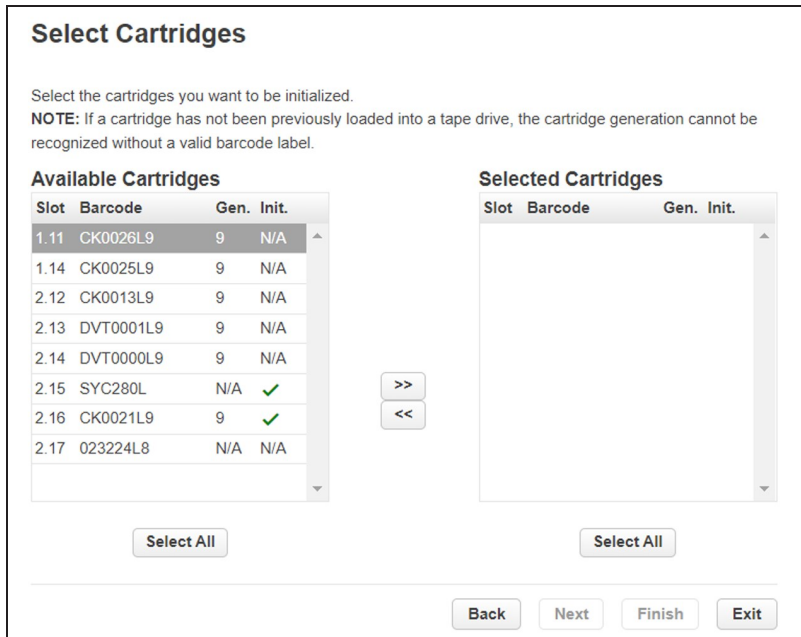 Select Cartridges
Select the cartridges you want to be initialized.
NOTE: If a cartridge has not been previously loaded into a tape drive, the cartridge generation cannot be
recognized without a valid barcode label.
Available Cartridges
Slot Barcode Gen. Init.
1.11 CK0026L9 9 N/A
1.14 CK0025L9 9 N/A
2.12 CK0013L9 9 N/A
2.13 DVT0001L9 9 N/A
2.14 DVT0000L9 9 N/A
2.15 SYC280L N/A ✓
2.16 CK0021L9 9 ✓
2.17 023224L8 N/A N/A
Select All
>>
<<
Selected Cartridges
Slot Barcode Gen. Init.
Select All
Back Next Finish Exit